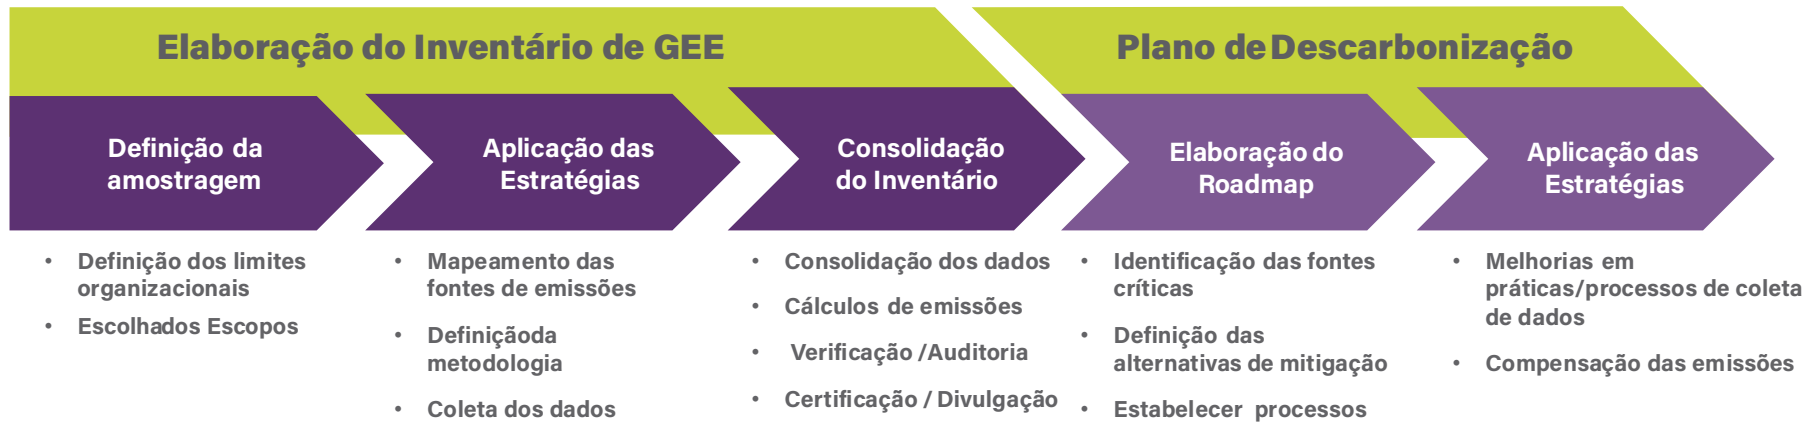 Elaboração do Inventário de GEE
Plano de Descarbonização
Definição da
amostragem
Aplicação das
Estratégias
Consolidação
do Inventário
Elaboração do
Roadmap
Aplicação das
Estratégias
• Definição dos limites
organizacionais
• Escolhados Escopos
• Mapeamento das
fontes de emissões
• Definiçãoda
metodologia
• Coleta dos dados
• Consolidação dos dados
• Cálculos de emissões
• Verificação /Auditoria
• Certificação / Divulgação
• Identificação das fontes
críticas
• Definição das
alternativas de mitigação
• Estabelecer processos
• Melhorias em
práticas/processos de coleta
de dados
• Compensação das emissões